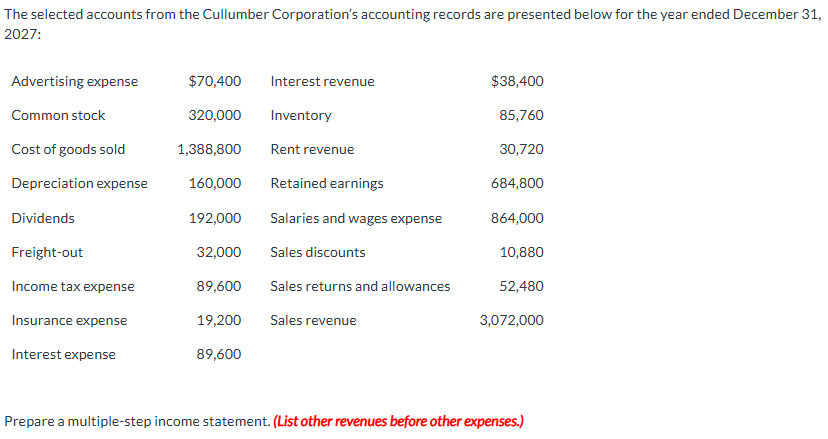 The selected accounts from the Cullumber Corporation's accounting records are presented below for the year ended December 31,
2027:
Advertising expense $70,400 Interest revenue $38,400
Common stock 320,000 Inventory 85,760
Cost of goods sold 1,388,800 Rent revenue 30,720
Depreciation expense 160,000 Retained earnings 684,800
Dividends 192,000 Salaries and wages expense 864,000
Freight-out 32,000 Sales discounts 10,880
Income tax expense 89,600 Sales returns and allowances 52,480
Insurance expense 19,200 Sales revenue 3,072,000
Interest expense 89,600
Prepare a multiple-step income statement. (List other revenues before other expenses.)